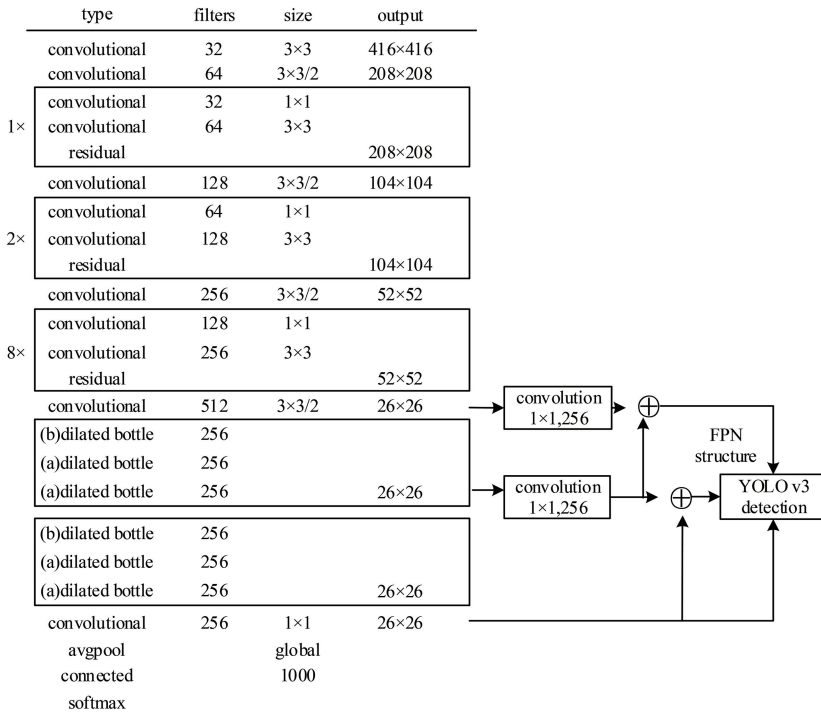 type filters size output
convolutional 32 3×3 416×416
convolutional 64 3×3/2 208×208
convolutional 32 1×1
1× convolutional 64 3×3
residual 208×208
convolutional 128 3×3/2 104×104
convolutional 64 1×1
2× convolutional 128 3×3
residual 104×104
convolutional 256 3×3/2 52×52
convolutional 128 1×1
8× convolutional 256 3×3
residual 52×52
convolutional 512 3×3/2 26×26
(b)dilated bottle 256
(a)dilated bottle 256
(a)dilated bottle 256 26×26
(b)dilated bottle 256
(a)dilated bottle 256
(a)dilated bottle 256 26×26
convolutional 256 1×1 26×26
avgpool global
connected 1000
softmax
convolution
1×1,256
convolution
1×1,256
FPN
structure
YOLO v3
detection